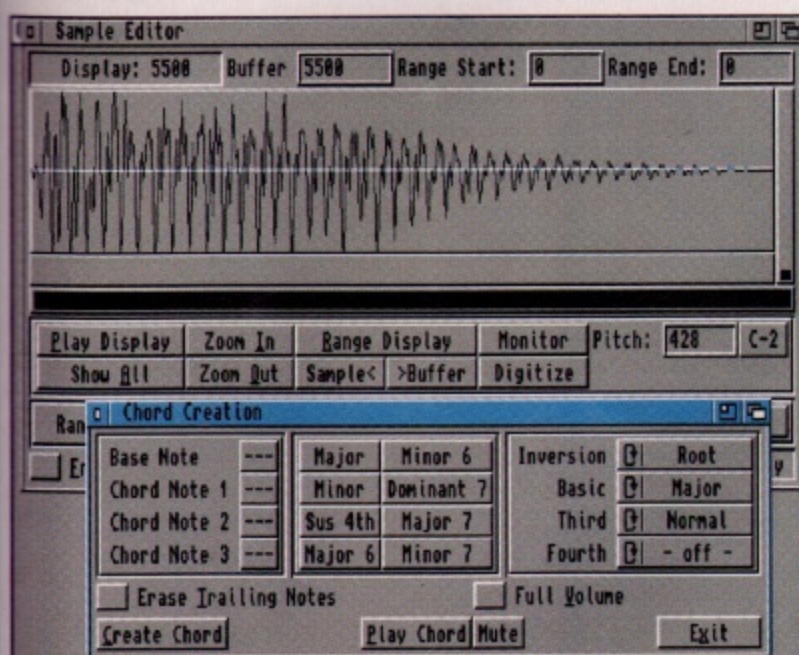 Sample Editor
Display: 5500 Buffer 5500 Range Start: 0 Range End: 0
Play Display Zoom In Range Display Monitor Pitch: 428 C-2
Show All Zoom Out Sample< >Buffer Digitize
Ran
Chord Creation
Er y
Base Note --- Major Minor 6 Inversion Root
Chord Note 1 --- Minor Dominant 7 Basic Major
Chord Note 2 --- Sus 4th Major 7 Third Normal
Chord Note 3 --- Major 6 Minor 7 Fourth - off -
Erase Trailing Notes Full Volume
Create Chord Play Chord Mute Exit